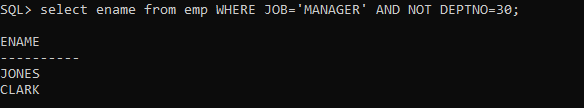 SQL> select ename from emp WHERE JOB='MANAGER' AND NOT DEPTNO=30;
ENAME
----------
JONES
CLARK